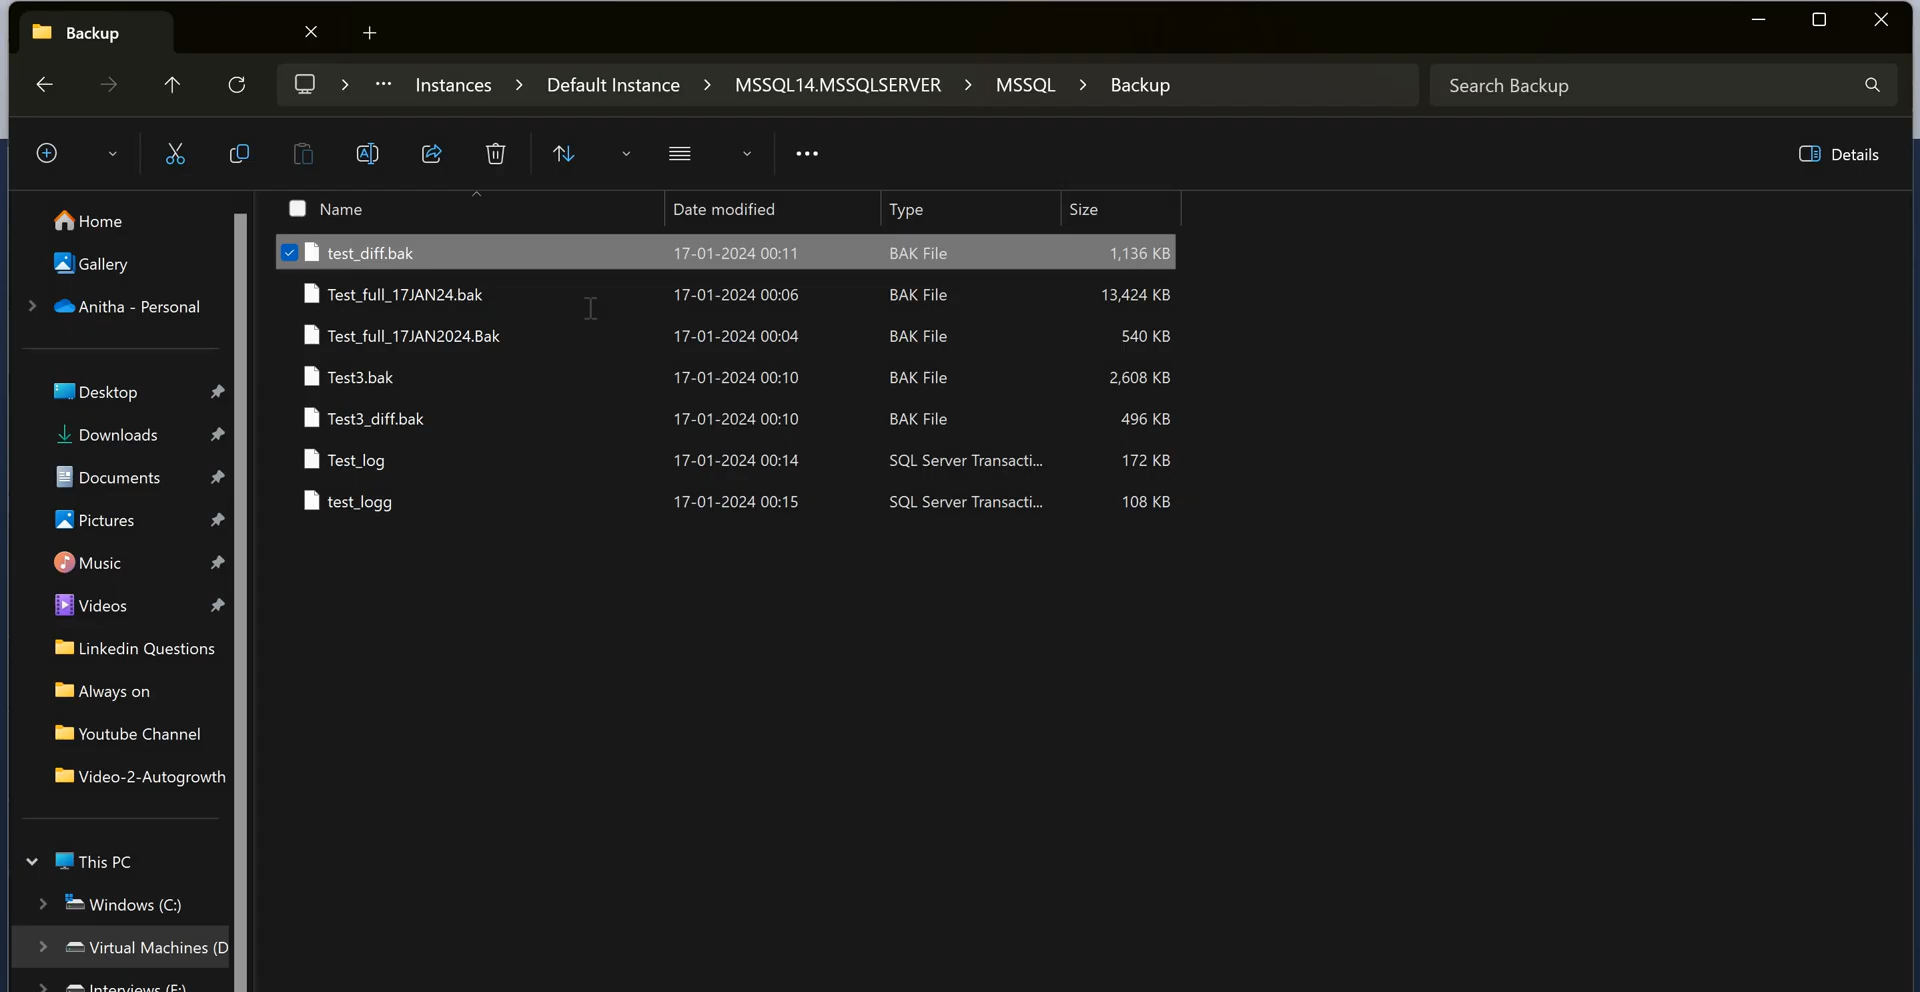 Backup
Instances > Default Instance > MSSQL14.MSSQLSERVER > MSSQL > Backup
Search Backup
Details
Name Date modified Type Size
test_diff.bak 17-01-2024 00:11 BAK File 1,136 KB
Test_full_17JAN24.bak 17-01-2024 00:06 BAK File 13,424 KB
Test_full_17JAN2024.Bak 17-01-2024 00:04 BAK File 540 KB
Test3.bak 17-01-2024 00:10 BAK File 2,608 KB
Test3_diff.bak 17-01-2024 00:10 BAK File 496 KB
Test_log 17-01-2024 00:14 SQL Server Transacti... 172 KB
test_logg 17-01-2024 00:15 SQL Server Transacti... 108 KB
Home
Gallery
Anitha - Personal
Desktop
Downloads
Documents
Pictures
Music
Videos
Linkedin Questions
Always on
Youtube Channel
Video-2-Autogrowth
This PC
Windows (C:)
Virtual Machines (D
Interviews (F:)